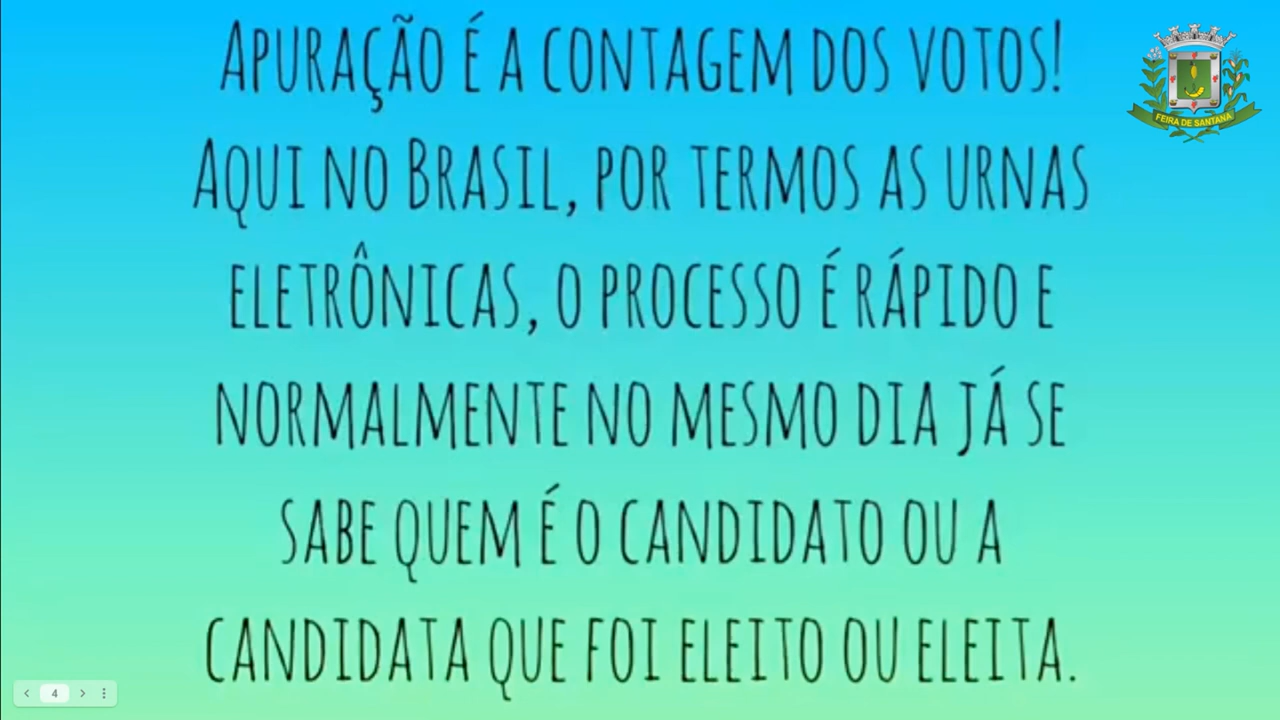 APURAÇÃO É A CONTAGEM DOS VOTOS!
AQUI NO BRASIL, POR TERMOS AS URNAS
ELETRÔNICAS, O PROCESSO É RÁPIDO E
NORMALMENTE NO MESMO DIA JÁ SE
SABE QUEM É O CANDIDATO OU A
CANDIDATA QUE FOI ELEITO OU ELEITA.
FEIRA DE SANTANA
4